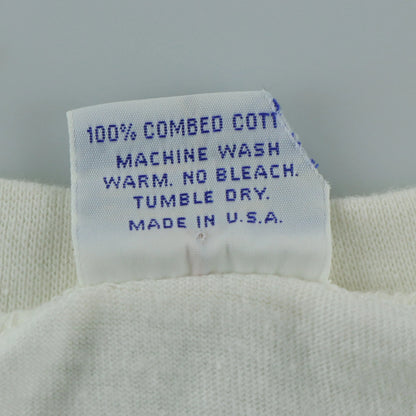 100% COMBED COTT
MACHINE WASH
WARM. NO BLEACH.
TUMBLE DRY.
MADE IN U.S.A.